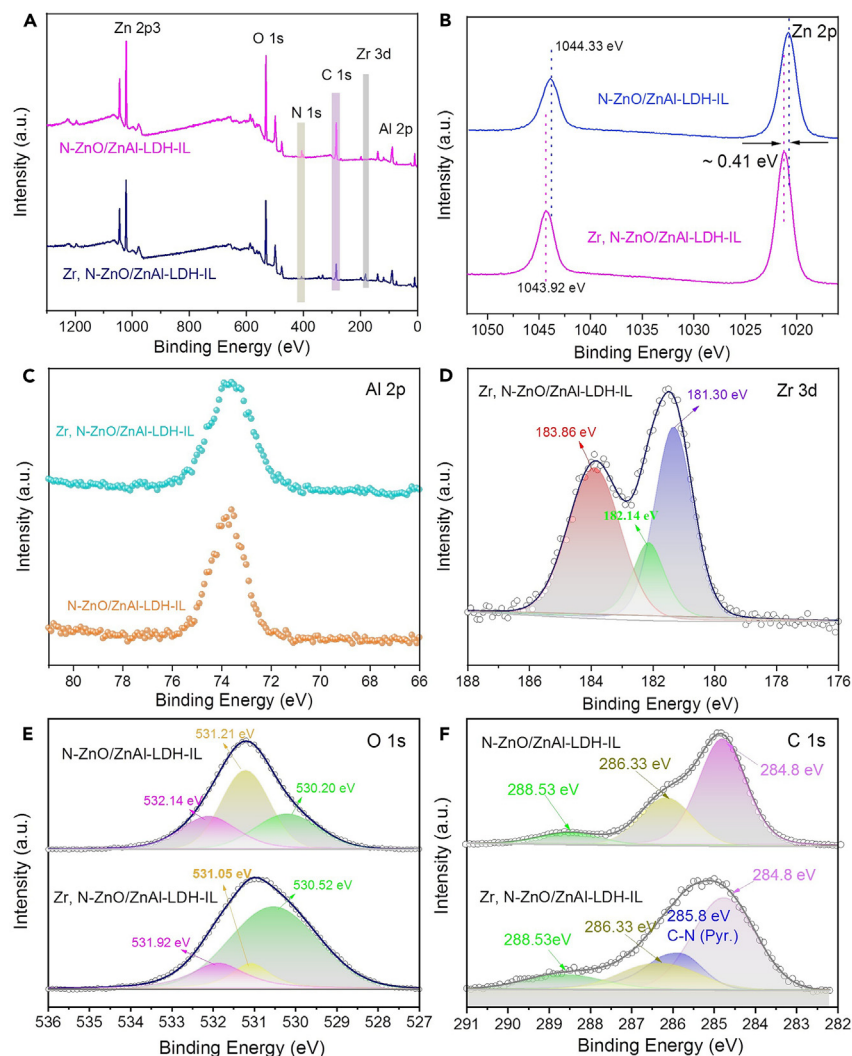 A
Zn 2p3
O 1s
Zr 3d
C 1s
N 1s
Al 2p
N-ZnO/ZnAl-LDH-IL
Zr, N-ZnO/ZnAl-LDH-IL
Intensity (a.u.)
1200 1000 800 600 400 200 0
Binding Energy (eV)
B
Zn 2p
1044.33 eV
N-ZnO/ZnAl-LDH-IL
~ 0.41 eV
Zr, N-ZnO/ZnAl-LDH-IL
1043.92 eV
Intensity (a.u.)
1050 1045 1040 1035 1030 1025 1020
Binding Energy (eV)
C
Al 2p
Zr, N-ZnO/ZnAl-LDH-IL
N-ZnO/ZnAl-LDH-IL
Intensity (a.u.)
80 78 76 74 72 70 68 66
Binding Energy (eV)
D
Zr, N-ZnO/ZnAl-LDH-IL
Zr 3d
181.30 eV
183.86 eV
182.14 eV
Intensity (a.u.)
188 186 184 182 180 178 176
Binding Energy (eV)
E
O 1s
531.21 eV
N-ZnO/ZnAl-LDH-IL
530.20 eV
532.14 eV
Zr, N-ZnO/ZnAl-LDH-IL
531.05 eV
530.52 eV
531.92 eV
Intensity (a.u.)
536 535 534 533 532 531 530 529 528 527
Binding Energy (eV)
F
C 1s
N-ZnO/ZnAl-LDH-IL
286.33 eV
284.8 eV
288.53 eV
Zr, N-ZnO/ZnAl-LDH-IL
284.8 eV
285.8 eV
C-N (Pyr.)
286.33 eV
288.53eV
Intensity (a.u.)
291 290 289 288 287 286 285 284 283 282
Binding Energy (eV)